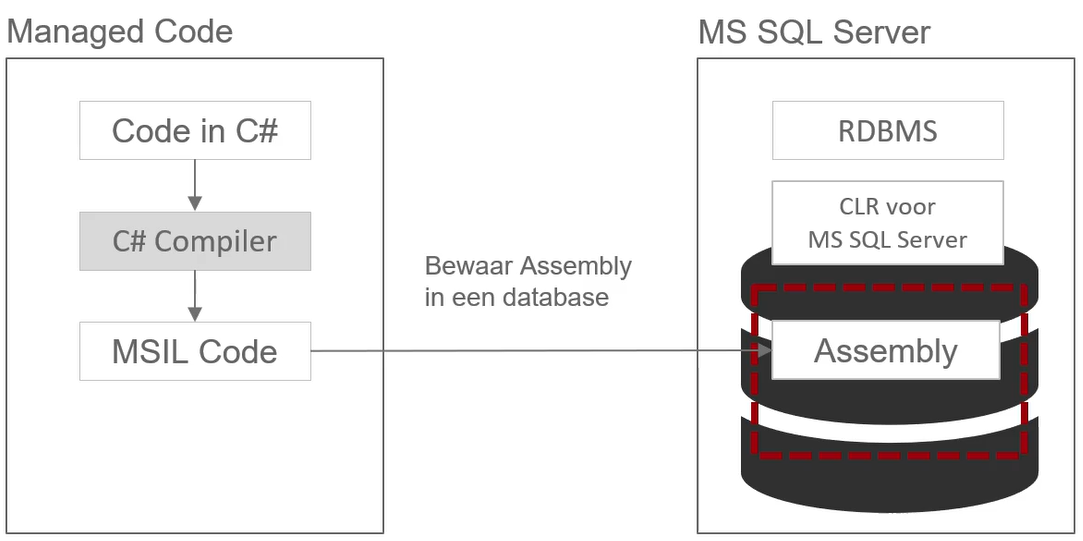 Managed Code
Code in C#
C# Compiler
MSIL Code
Bewaar Assembly
in een database
MS SQL Server
RDBMS
CLR voor
MS SQL Server
Assembly